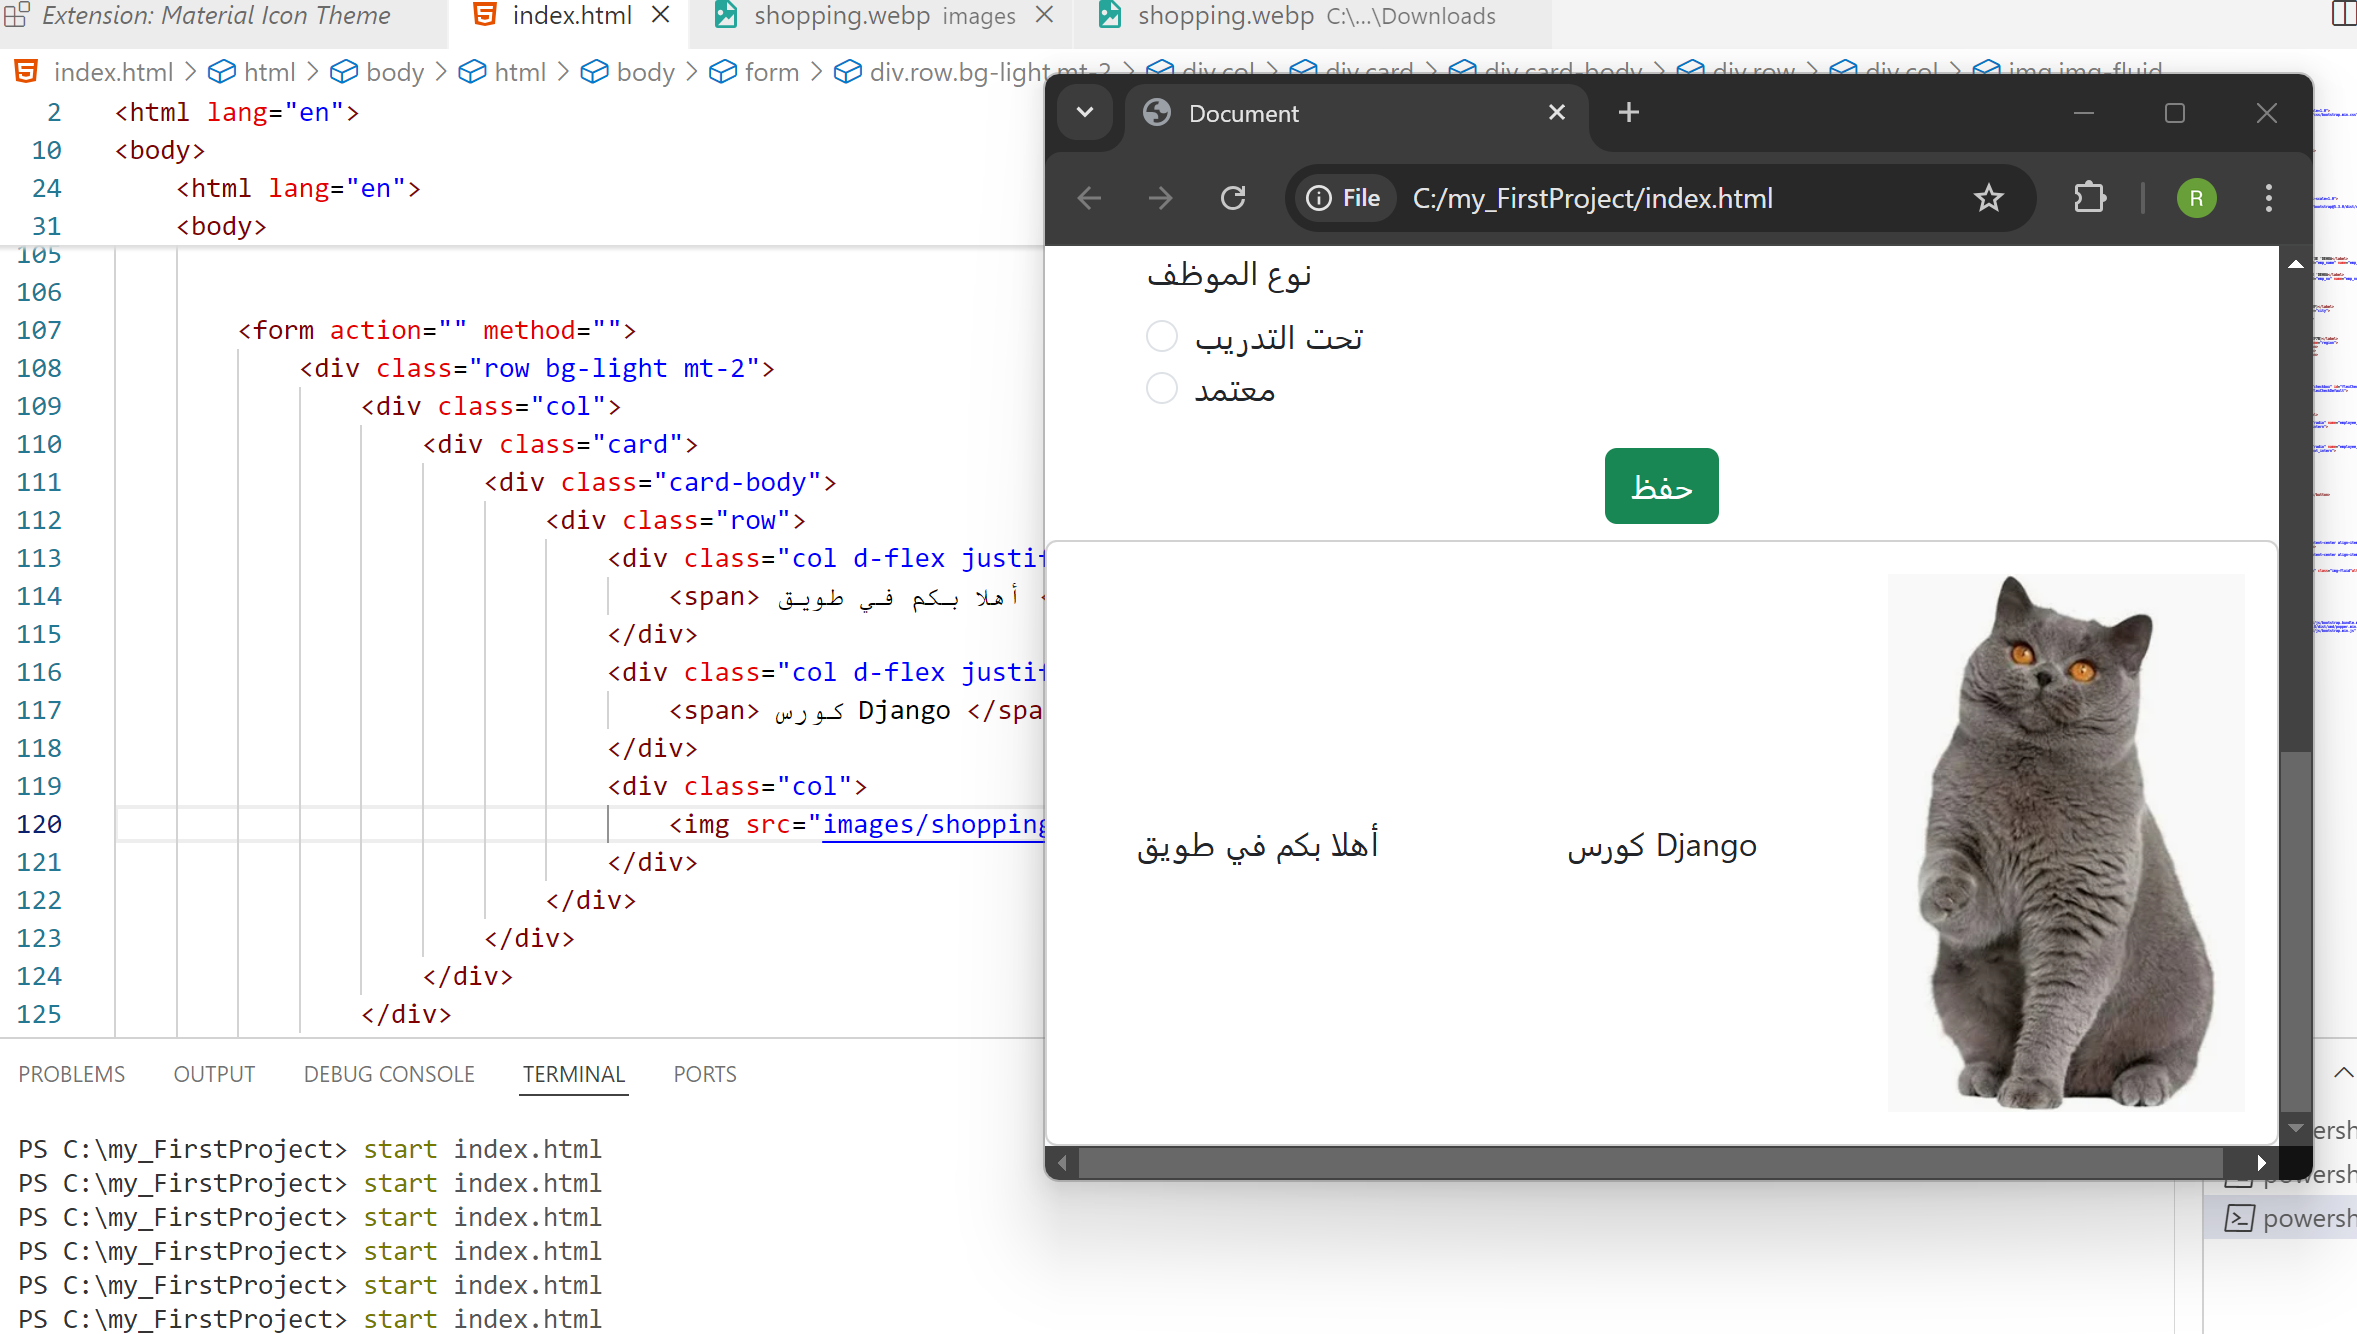 Extension: Material Icon Theme
index.html
shopping.webp images
shopping.webp C:\...\Downloads
index.html > html > body > html > body > form > div.row.bg-light.mt-2 > div.col > div.card > div.card-body > div.row > div.col > img.img-fluid
2 <html lang="en">
10 <body>
24 <html lang="en">
31 <body>
105
106
107 <form action="" method="">
108 <div class="row bg-light mt-2">
109 <div class="col">
110 <div class="card">
111 <div class="card-body">
112 <div class="row">
113 <div class="col d-flex justif
114 <span> أهلا بكم في طويق <
115 </div>
116 <div class="col d-flex justif
117 <span> كورس Django </spa
118 </div>
119 <div class="col">
120 <img src="images/shopping
121 </div>
122 </div>
123 </div>
124 </div>
125 </div>
PROBLEMS OUTPUT DEBUG CONSOLE TERMINAL PORTS
PS C:\my_FirstProject> start index.html
PS C:\my_FirstProject> start index.html
PS C:\my_FirstProject> start index.html
PS C:\my_FirstProject> start index.html
PS C:\my_FirstProject> start index.html
PS C:\my_FirstProject> start index.html
Document
File C:/my_FirstProject/index.html
R
نوع الموظف
تحت التدريب
معتمد
حفظ
أهلا بكم في طويق
كورس Django
ersh
powersh
powersh